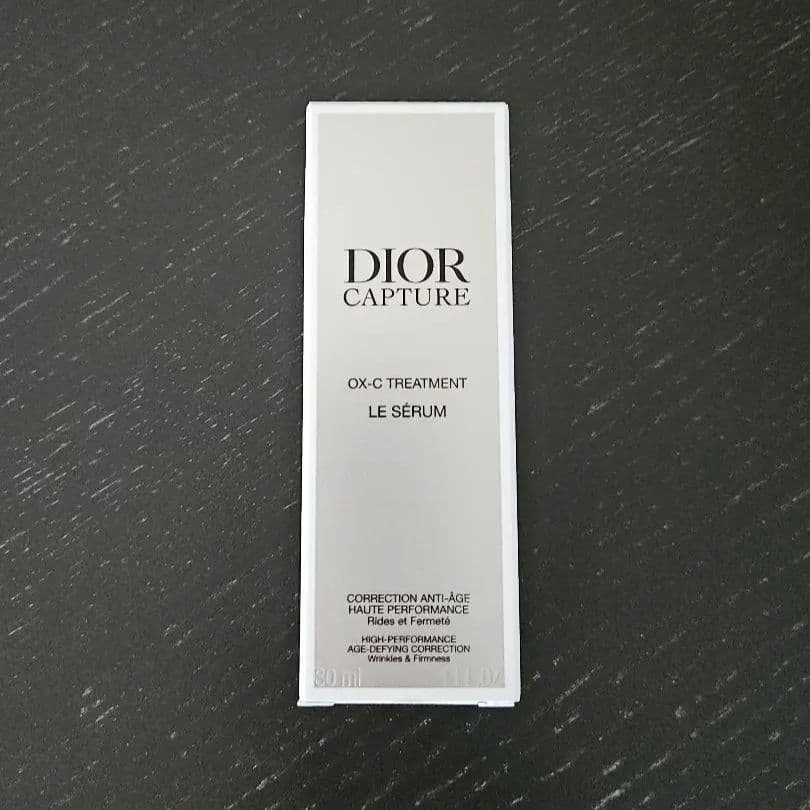 DIOR
CAPTURE
OX-C TREATMENT
LE SÉRUM
CORRECTION ANTI-ÂGE
HAUTE PERFORMANCE
Rides et Fermeté
HIGH-PERFORMANCE
AGE-DEFYING CORRECTION
Wrinkles & Firmness
30 ml